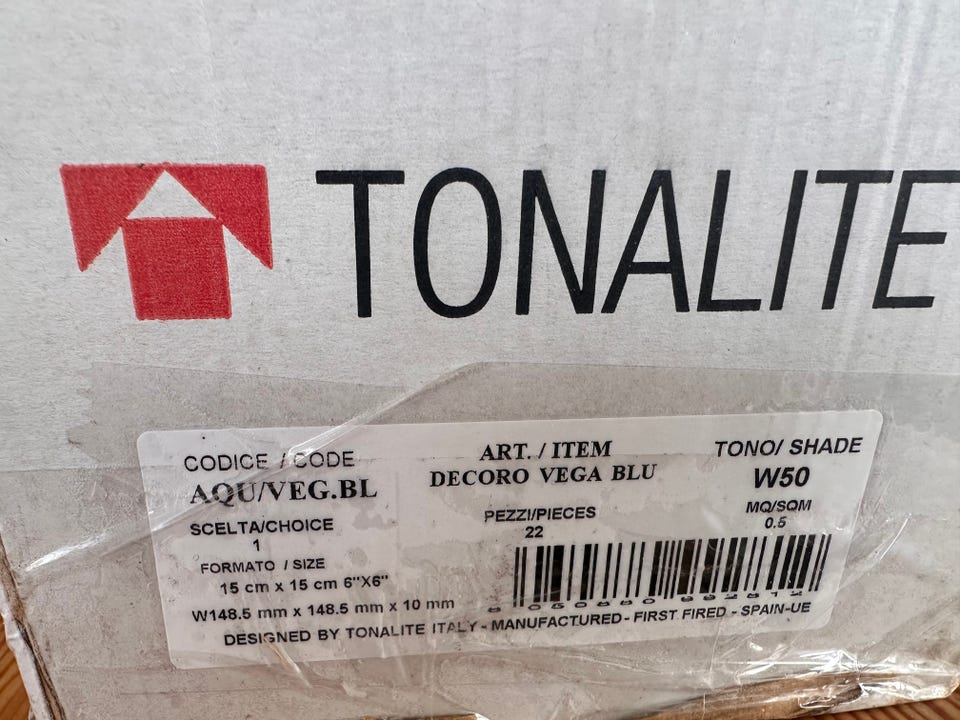 TONALITE
CODICE / CODE
AQU/VEG.BL
ART. / ITEM
DECORO VEGA BLU
TONO/ SHADE
W50
SCELTA/CHOICE
1
PEZZI/PIECES
22
MQ/SQM
0.5
FORMATO / SIZE
15 cm x 15 cm 6"X6"
W148.5 mm x 148.5 mm x 10 mm
DESIGNED BY TONALITE ITALY - MANUFACTURED - FIRST FIRED - SPAIN-UE